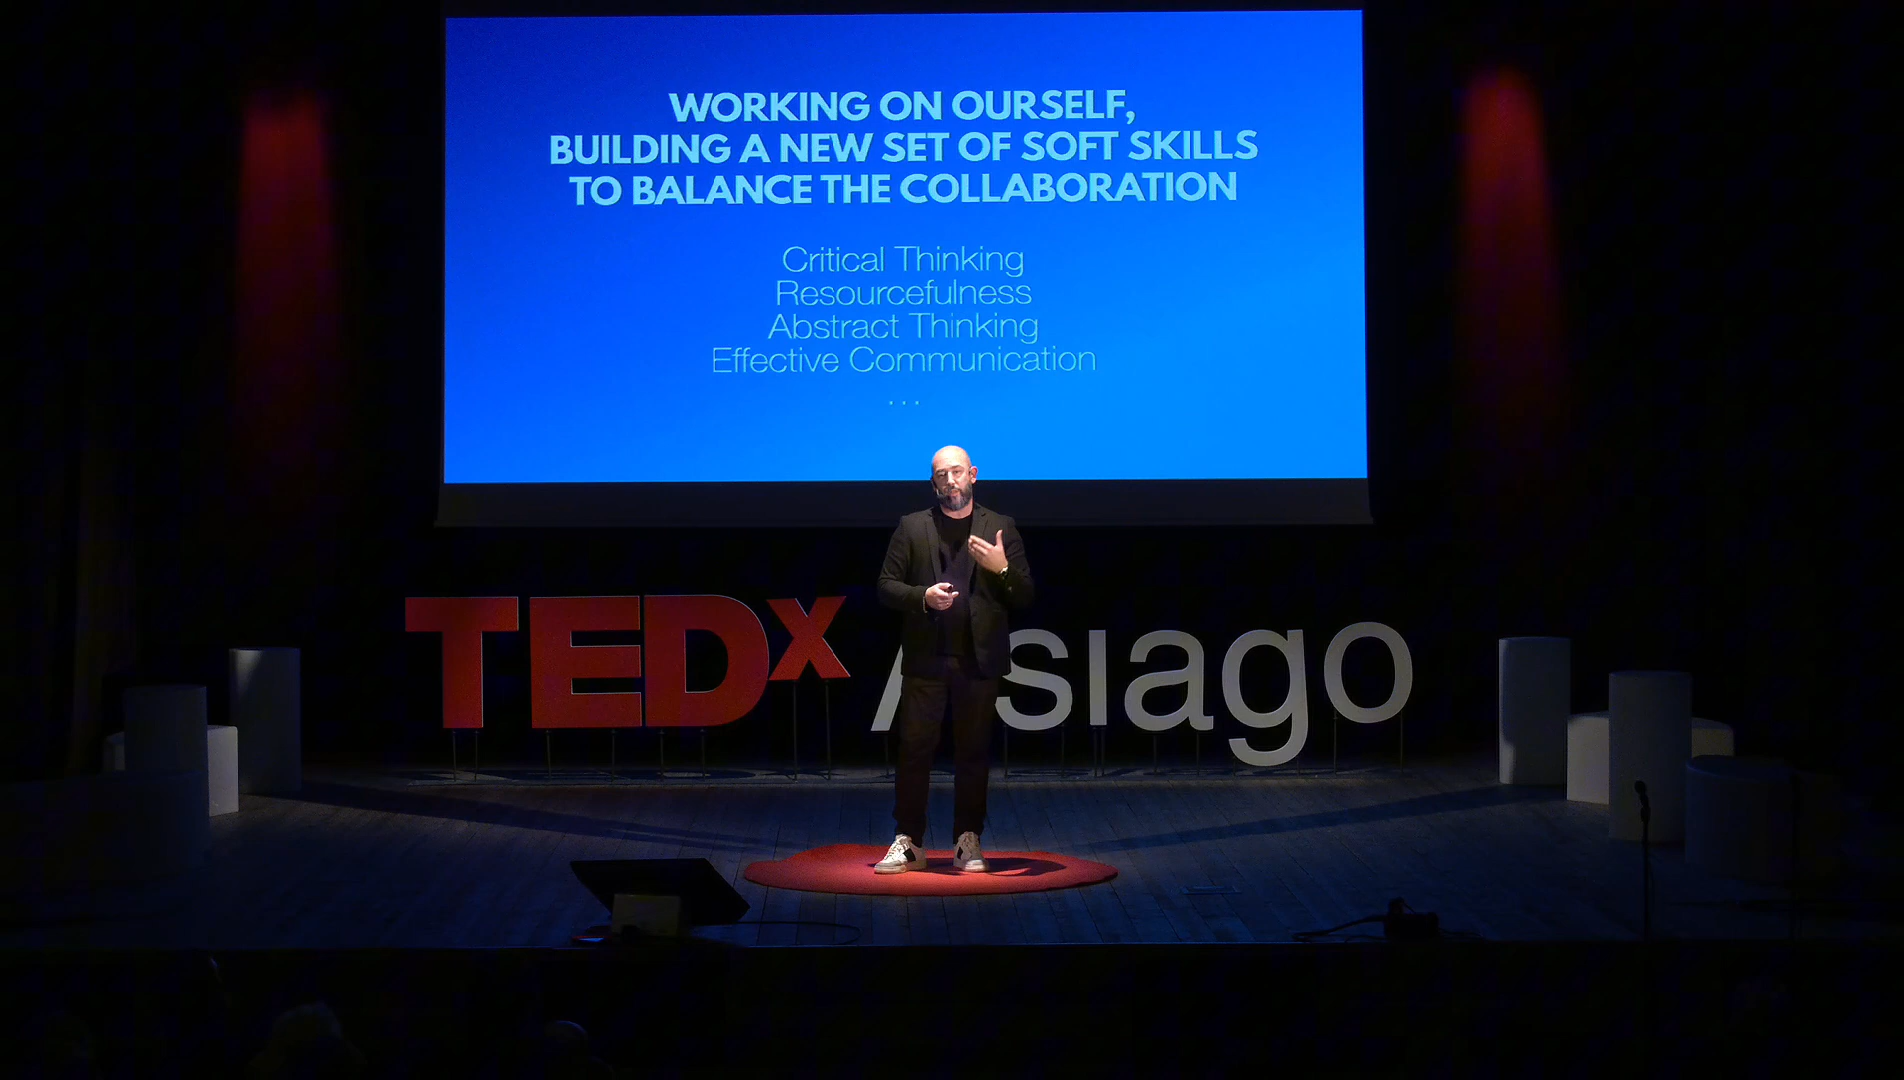 WORKING ON OURSELF,
BUILDING A NEW SET OF SOFT SKILLS
TO BALANCE THE COLLABORATION
Critical Thinking
Resourcefulness
Abstract Thinking
Effective Communication
...
TEDx Asiago